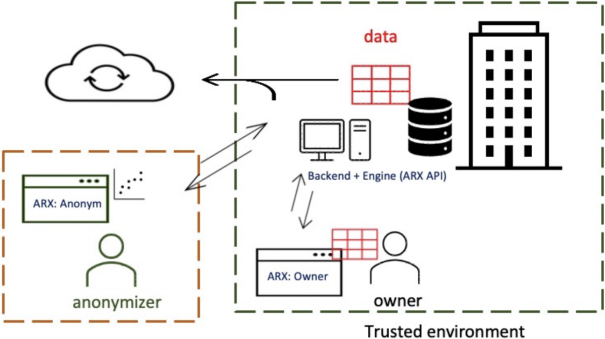 data
Backend + Engine (ARX API)
ARX: Anonym
anonymizer
ARX: Owner
owner
Trusted environment